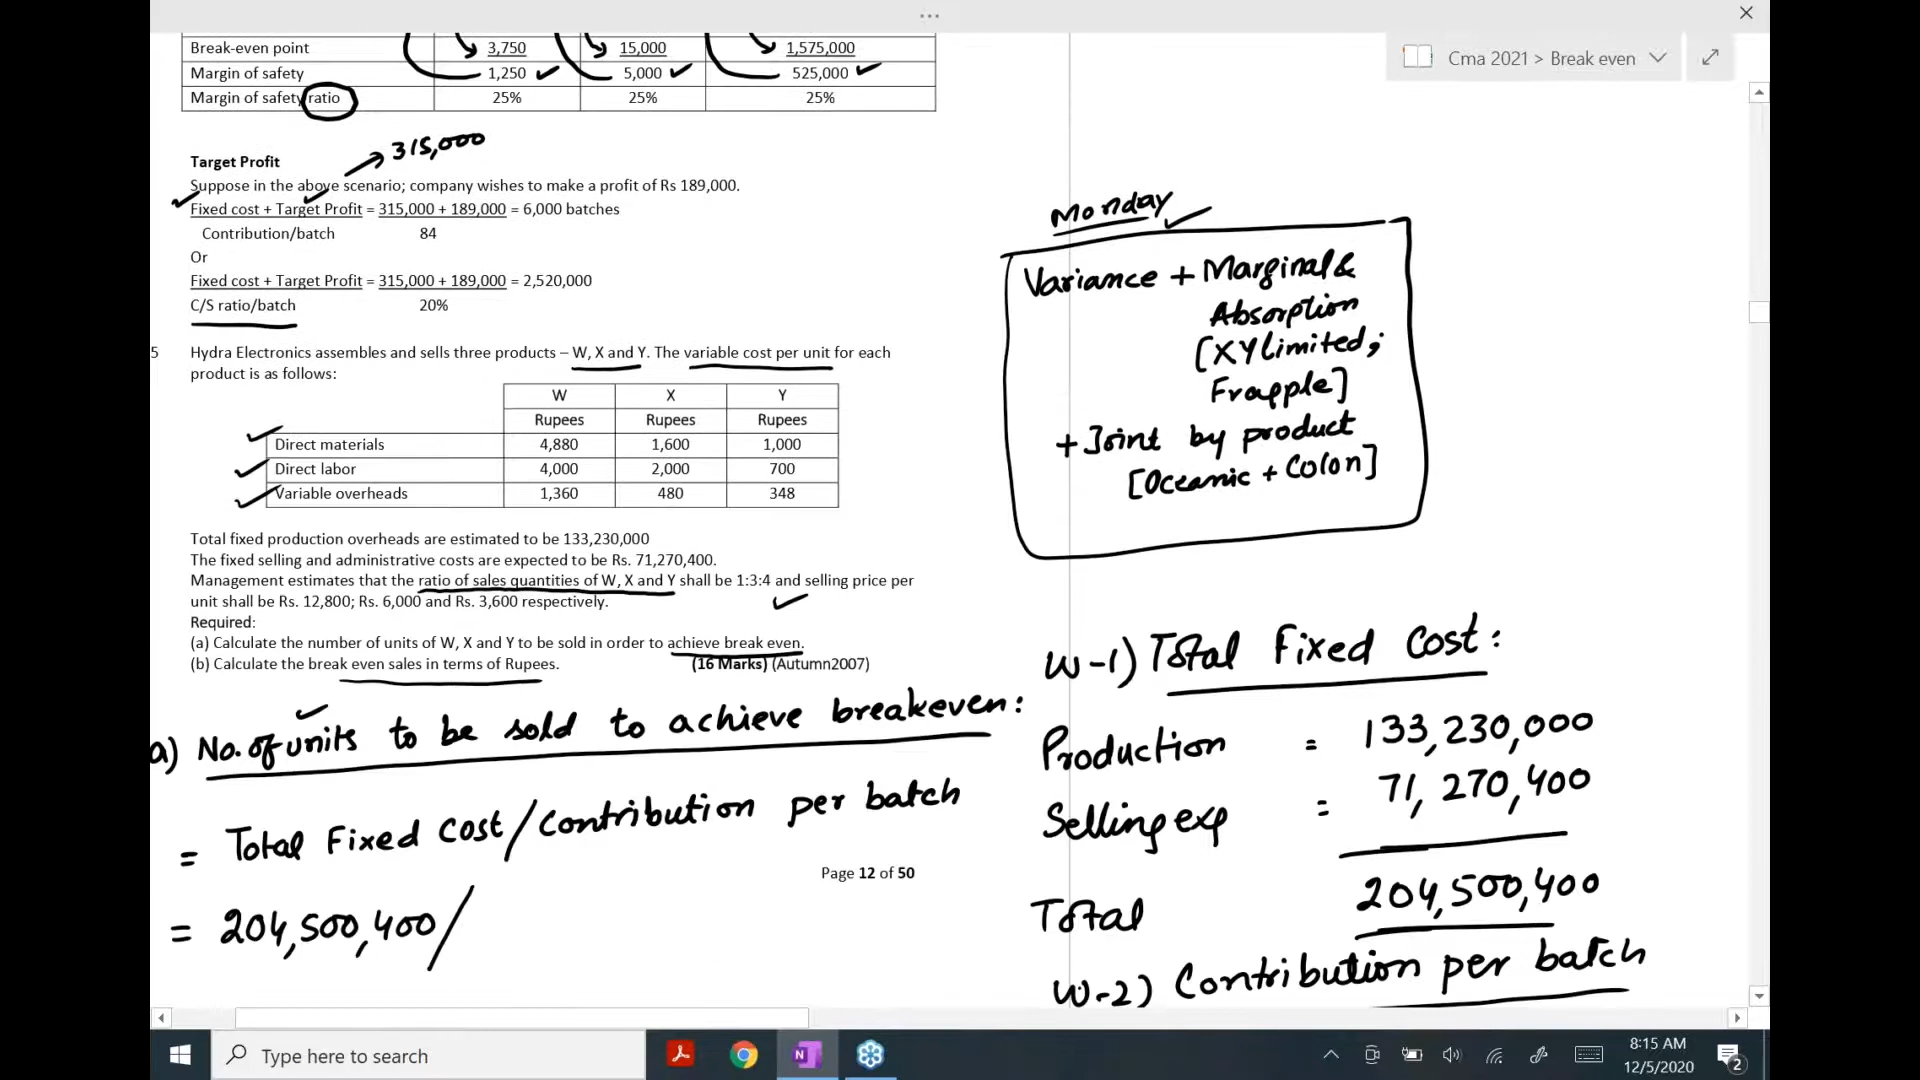 Cma 2021 > Break even
Break-even point 3,750 15,000 1,575,000
Margin of safety 1,250 5,000 525,000
Margin of safety ratio 25% 25% 25%
315,000
Target Profit
Suppose in the above scenario; company wishes to make a profit of Rs 189,000.
Fixed cost + Target Profit = 315,000 + 189,000 = 6,000 batches
Contribution/batch 84
Or
Fixed cost + Target Profit = 315,000 + 189,000 = 2,520,000
C/S ratio/batch 20%
5 Hydra Electronics assembles and sells three products – W, X and Y. The variable cost per unit for each
product is as follows:
W X Y
Rupees Rupees Rupees
Direct materials 4,880 1,600 1,000
Direct labor 4,000 2,000 700
Variable overheads 1,360 480 348
Total fixed production overheads are estimated to be 133,230,000
The fixed selling and administrative costs are expected to be Rs. 71,270,400.
Management estimates that the ratio of sales quantities of W, X and Y shall be 1:3:4 and selling price per
unit shall be Rs. 12,800; Rs. 6,000 and Rs. 3,600 respectively.
Required:
(a) Calculate the number of units of W, X and Y to be sold in order to achieve break even.
(b) Calculate the break even sales in terms of Rupees. (16 Marks) (Autumn2007)
a) No. of units to be sold to achieve breakeven:
= Total Fixed Cost/Contribution per batch
Page 12 of 50
= 204,500,400/
Monday
Variance + Marginal &
Absorption
[XY limited;
Frapple]
+ Joint by product
[Oceanic + Colon]
W-1) Total Fixed Cost:
Production = 133,230,000
Selling exp = 71,270,400
Total 204,500,400
W-2) Contribution per batch
Type here to search
8:15 AM
12/5/2020
2